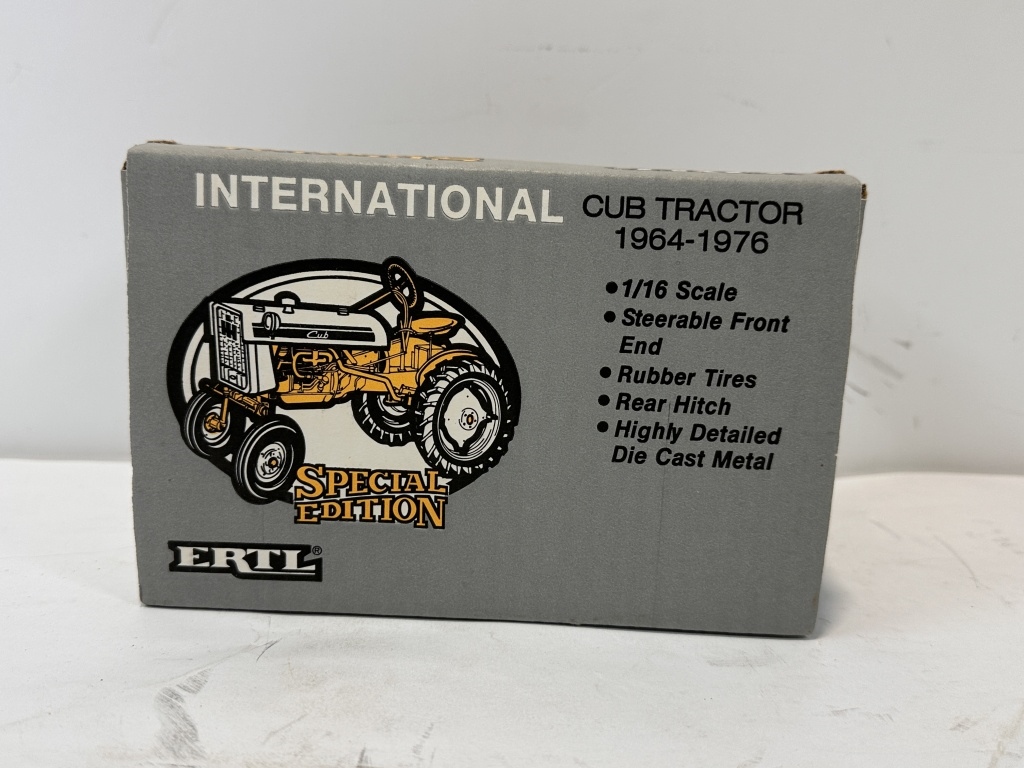 INTERNATIONAL CUB TRACTOR
1964-1976
•1/16 Scale
•Steerable Front
End
•Rubber Tires
•Rear Hitch
•Highly Detailed
Die Cast Metal
Cub
SPECIAL
EDITION
ERTL®